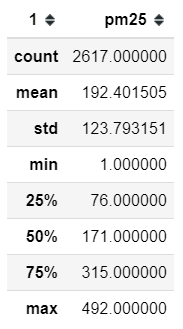 1 pm25
count 2617.000000
mean 192.401505
std 123.793151
min 1.000000
25% 76.000000
50% 171.000000
75% 315.000000
max 492.000000